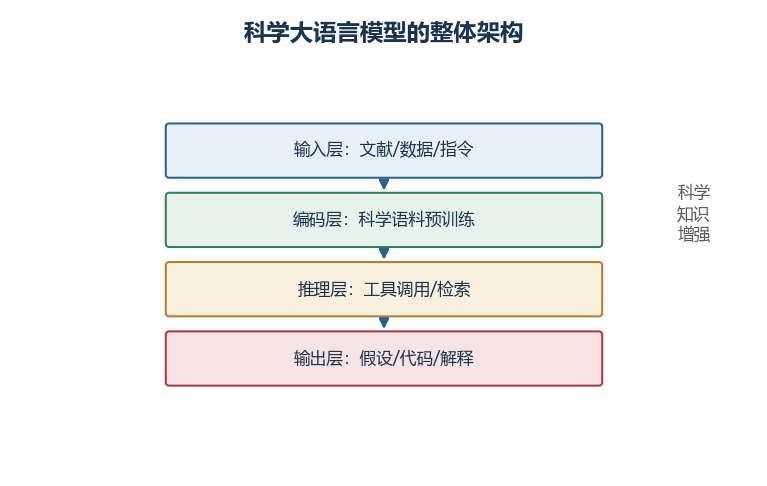 科学大语言模型的整体架构
输入层：文献/数据/指令
编码层：科学语料预训练
推理层：工具调用/检索
输出层：假设/代码/解释
科学
知识
增强